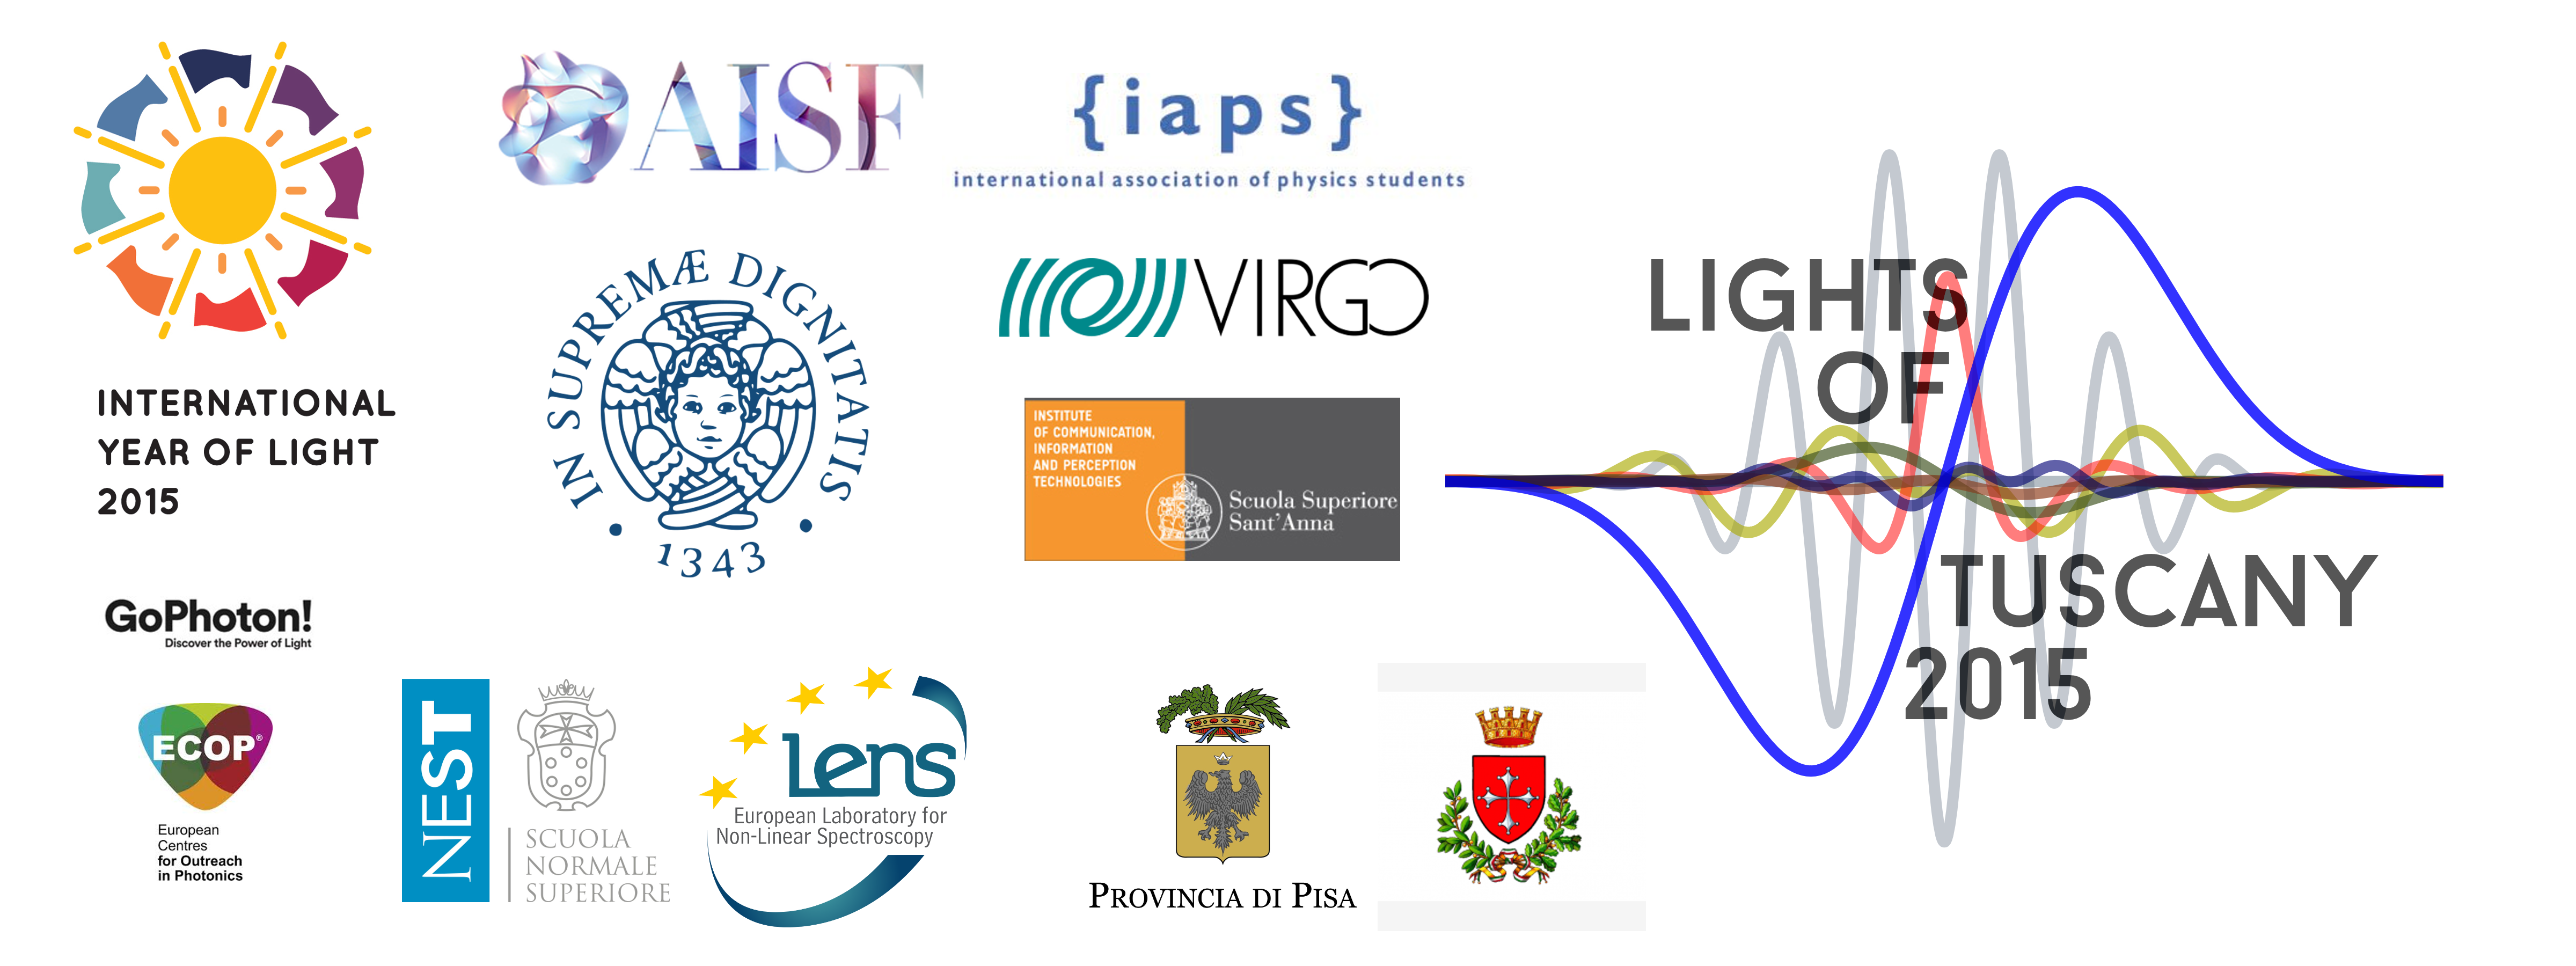 INTERNATIONAL
YEAR OF LIGHT
2015
AISF
{iaps}
international association of physics students
IN SUPREMÆ DIGNITATIS
1343
VIRGO
INSTITUTE
OF COMMUNICATION,
INFORMATION
AND PERCEPTION
TECHNOLOGIES
Scuola Superiore
Sant'Anna
LIGHTS
OF
TUSCANY
2015
GoPhoton!
Discover the Power of Light
ECOP®
European
Centres
for Outreach
in Photonics
NEST
SCUOLA
NORMALE
SUPERIORE
lens
European Laboratory for
Non-Linear Spectroscopy
PROVINCIA DI PISA